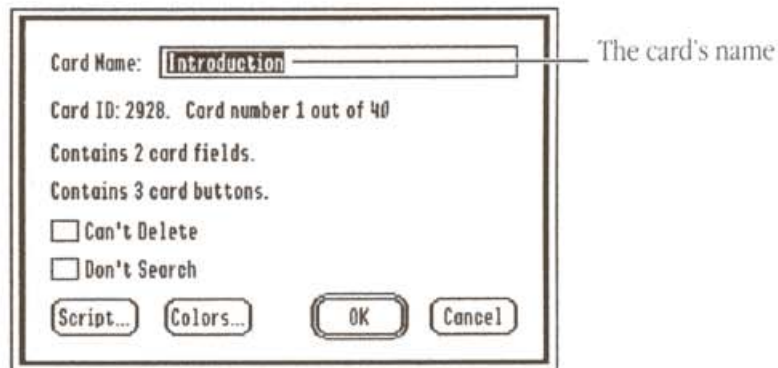 Card Name: Introduction
The card's name
Card ID: 2928. Card number 1 out of 40
Contains 2 card fields.
Contains 3 card buttons.
Can't Delete
Don't Search
Script... Colors... OK Cancel